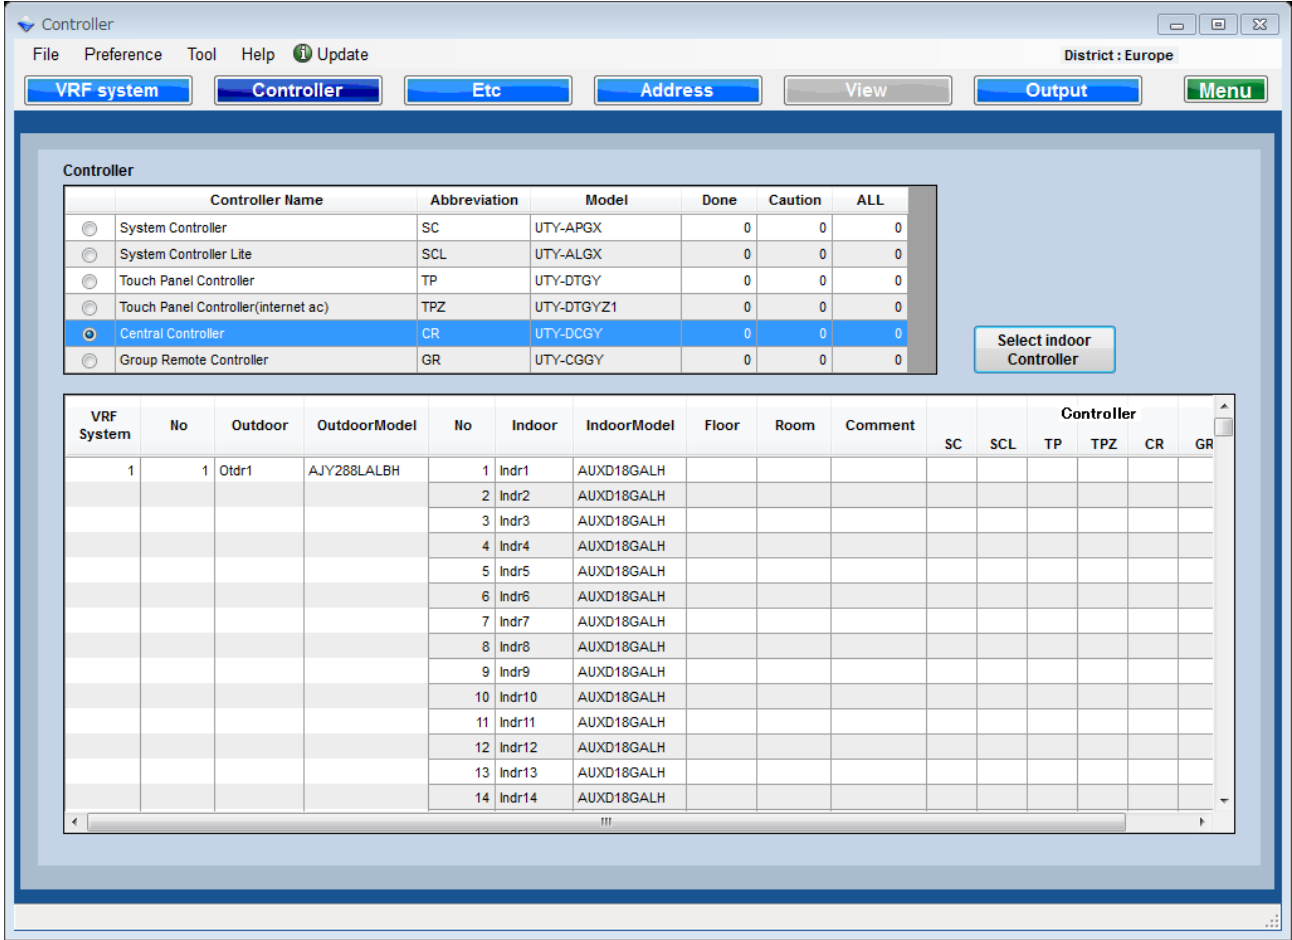 Controller
File Preference Tool Help Update District : Europe
VRF system Controller Etc Address View Output Menu
Controller
Controller Name Abbreviation Model Done Caution ALL
System Controller SC UTY-APGX 0 0 0
System Controller Lite SCL UTY-ALGX 0 0 0
Touch Panel Controller TP UTY-DTGY 0 0 0
Touch Panel Controller(internet ac) TPZ UTY-DTGYZ1 0 0 0
Central Controller CR UTY-DCGY 0 0 0
Group Remote Controller GR UTY-CGGY 0 0 0
Select indoor
Controller
VRF System No Outdoor OutdoorModel No Indoor IndoorModel Floor Room Comment Controller
SC SCL TP TPZ CR GR
1 1 Otdr1 AJY288LALBH 1 Indr1 AUXD18GALH
2 Indr2 AUXD18GALH
3 Indr3 AUXD18GALH
4 Indr4 AUXD18GALH
5 Indr5 AUXD18GALH
6 Indr6 AUXD18GALH
7 Indr7 AUXD18GALH
8 Indr8 AUXD18GALH
9 Indr9 AUXD18GALH
10 Indr10 AUXD18GALH
11 Indr11 AUXD18GALH
12 Indr12 AUXD18GALH
13 Indr13 AUXD18GALH
14 Indr14 AUXD18GALH